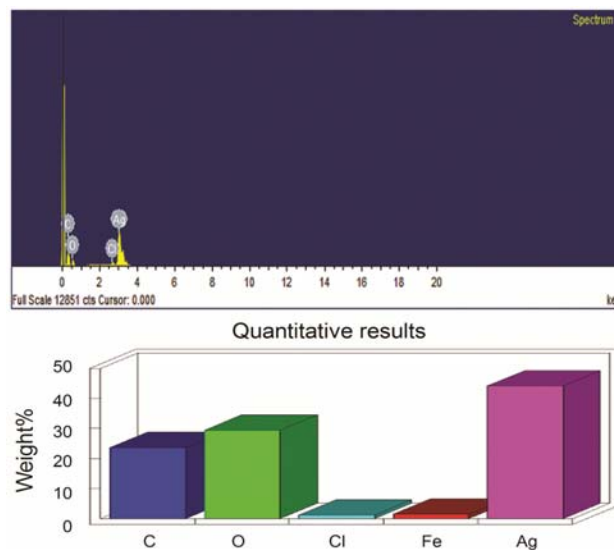 Spectrum
C
O
Cl
Ag
0 2 4 6 8 10 12 14 16 18 20
Full Scale 12851 cts Cursor: 0.000 ke
Quantitative results
Weight%
50
40
30
20
10
0
C O Cl Fe Ag